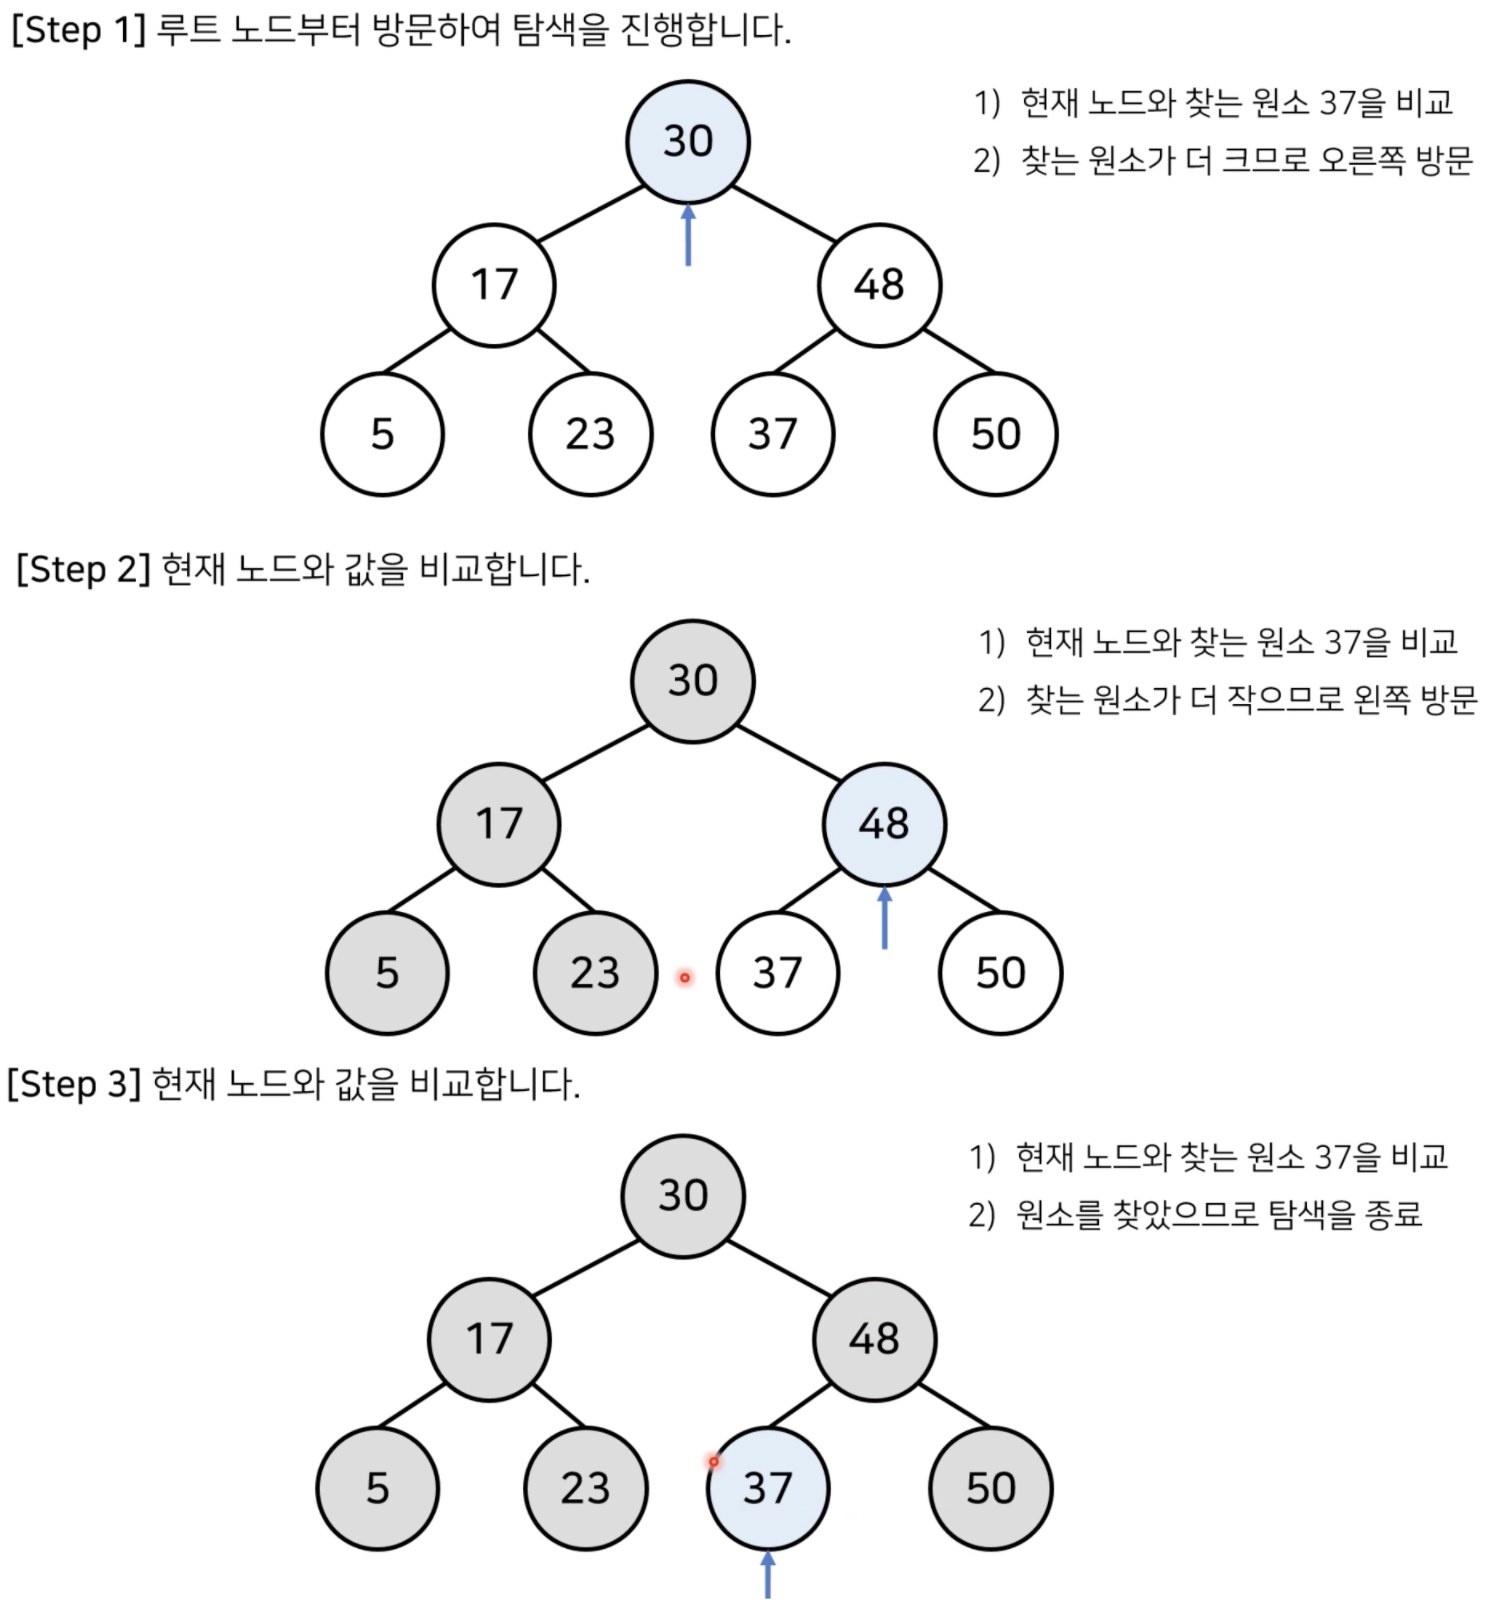 [Step 1] 루트 노드부터 방문하여 탐색을 진행합니다.
1) 현재 노드와 찾는 원소 37을 비교
2) 찾는 원소가 더 크므로 오른쪽 방문
30
17
48
5
23
37
50
[Step 2] 현재 노드와 값을 비교합니다.
1) 현재 노드와 찾는 원소 37을 비교
2) 찾는 원소가 더 작으므로 왼쪽 방문
30
17
48
5
23
37
50
[Step 3] 현재 노드와 값을 비교합니다.
1) 현재 노드와 찾는 원소 37을 비교
2) 원소를 찾았으므로 탐색을 종료
30
17
48
5
23
37
50